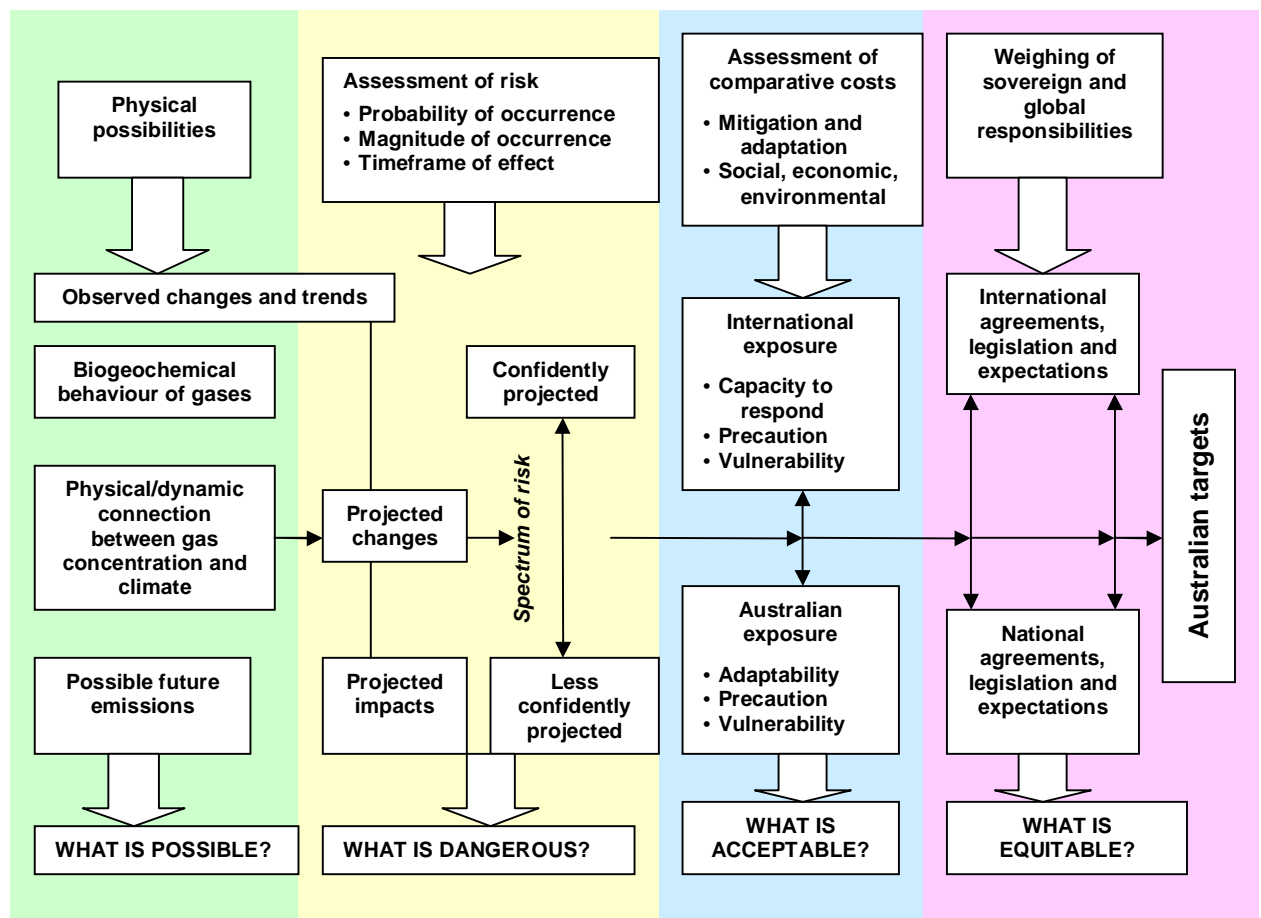 Physical
possibilities
Observed changes and trends
Biogeochemical
behaviour of gases
Physical/dynamic
connection
between gas
concentration and
climate
Possible future
emissions
WHAT IS POSSIBLE?
Assessment of risk
• Probability of occurrence
• Magnitude of occurrence
• Timeframe of effect
Confidently
projected
Projected
changes
Spectrum of risk
Projected
impacts
Less
confidently
projected
WHAT IS DANGEROUS?
Assessment of
comparative costs
• Mitigation and
adaptation
• Social, economic,
environmental
International
exposure
• Capacity to
respond
• Precaution
• Vulnerability
Australian
exposure
• Adaptability
• Precaution
• Vulnerability
WHAT IS
ACCEPTABLE?
Weighing of
sovereign and
global
responsibilities
International
agreements,
legislation and
expectations
National
agreements,
legislation and
expectations
WHAT IS
EQUITABLE?
Australian targets